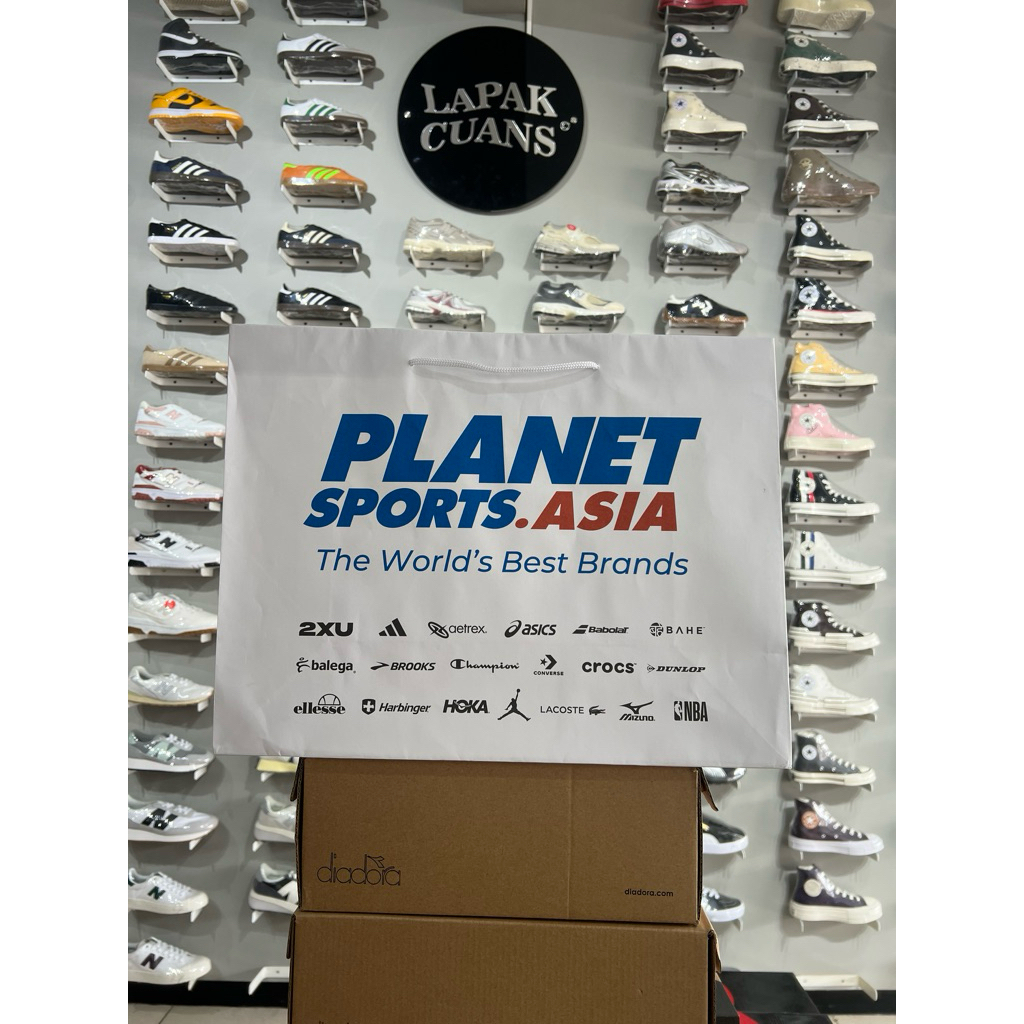 LAPAK
CUANS©
PLANET
SPORTS.ASIA
The World's Best Brands
2XU aetrex. asics Babolat BAHE
balega BROOKS Champion CONVERSE crocs DUNLOP
ellesse Harbinger HOKA LACOSTE MIZUNO NBA
diadora
diadora.com